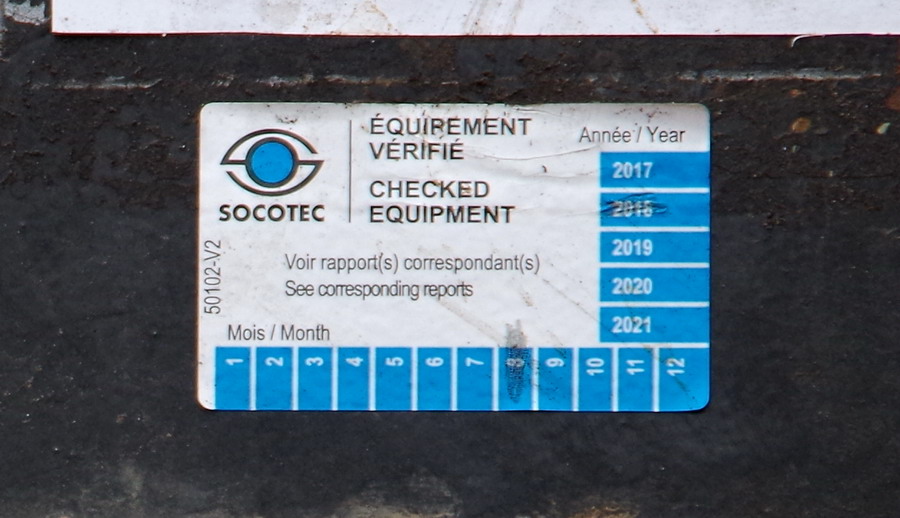 ÉQUIPEMENT
VÉRIFIÉ
CHECKED
EQUIPMENT
SOCOTEC
Année / Year
2017
2018
2019
2020
2021
Voir rapport(s) correspondant(s)
See corresponding reports
50102-V2
Mois / Month
1 2 3 4 5 6 7 8 9 10 11 12